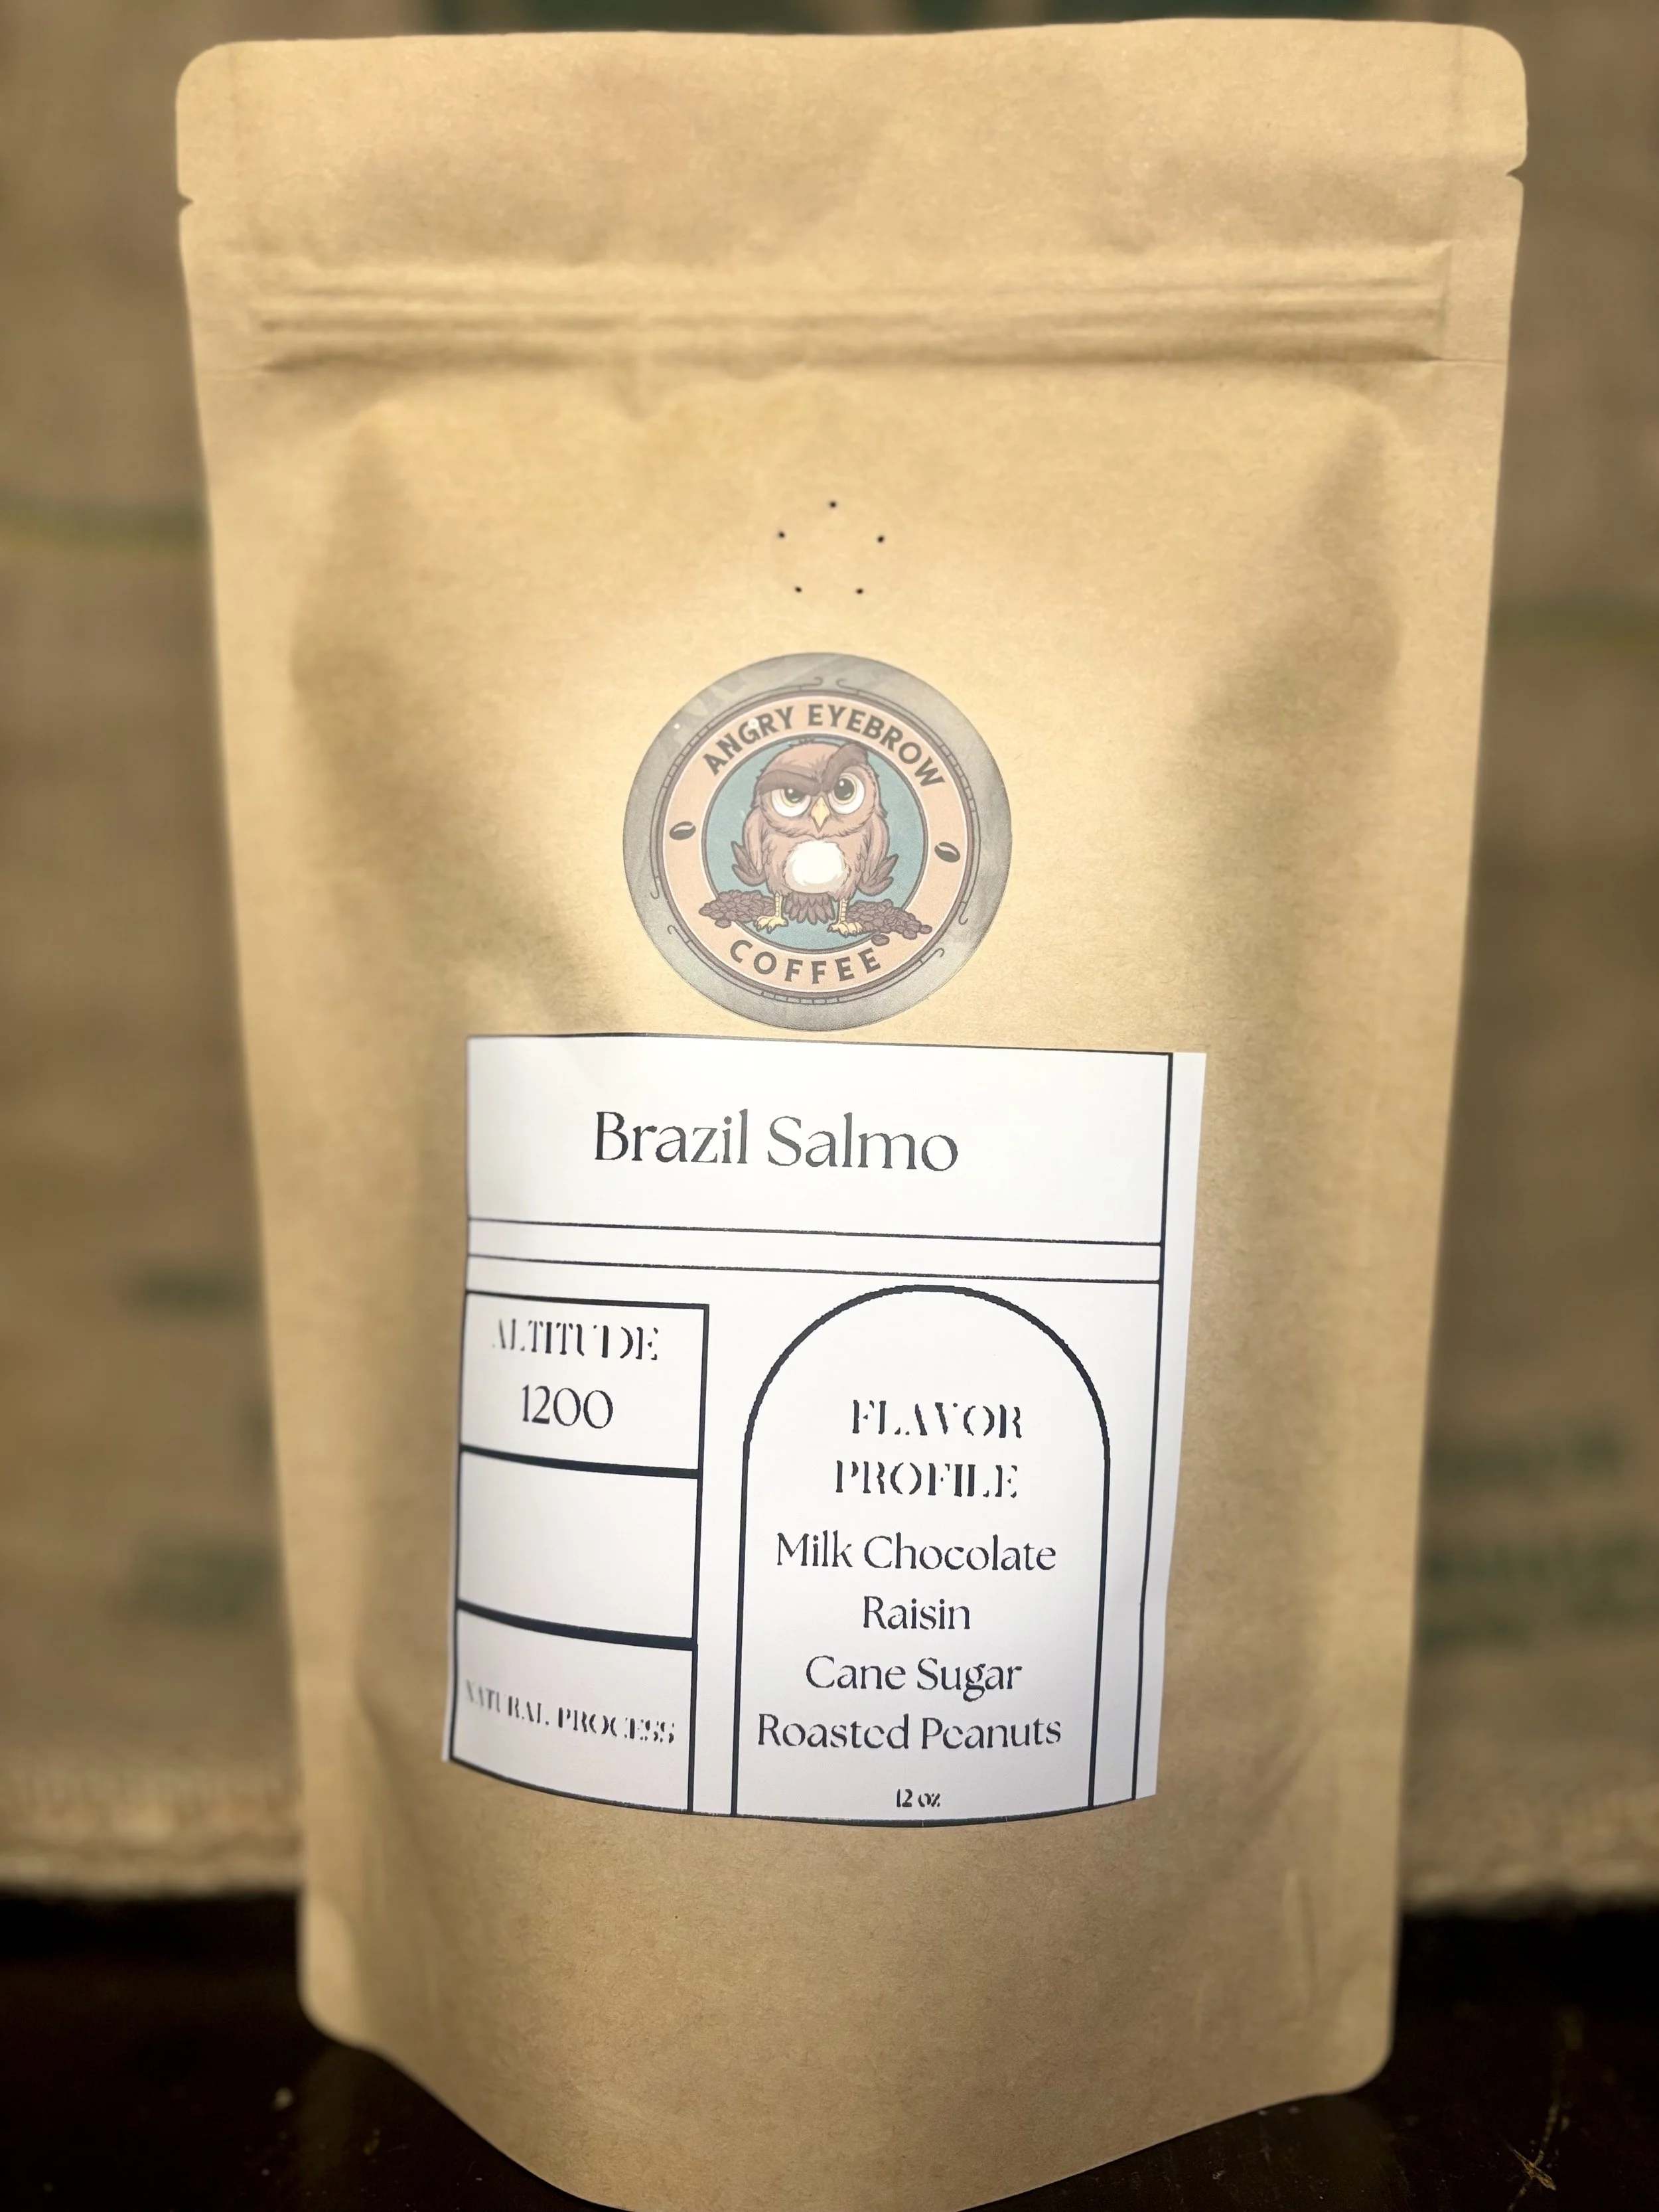 ANGRY EYEBROW
COFFEE
Brazil Salmo
ALTITUDE
1200
NATURAL PROCESS
FLAVOR
PROFILE
Milk Chocolate
Raisin
Cane Sugar
Roasted Peanuts
12 oz